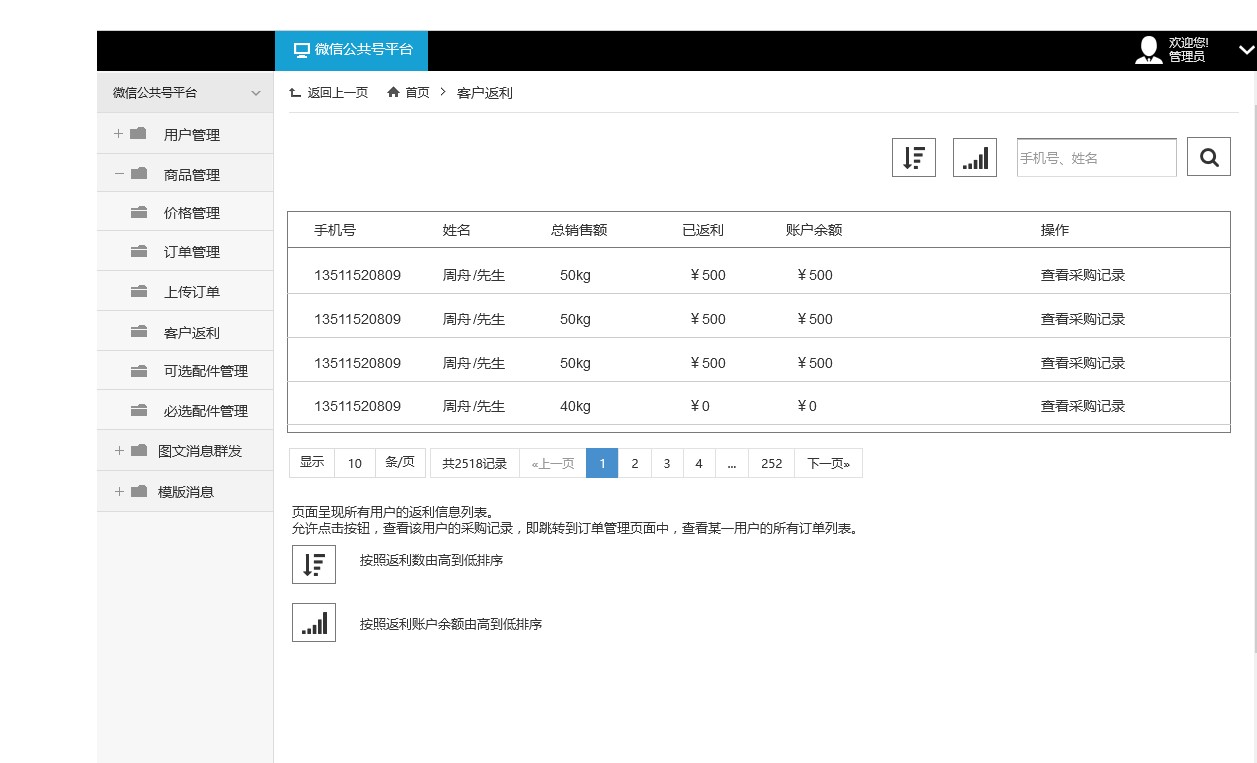 微信公共号平台
欢迎您!
管理员
微信公共号平台
返回上一页 首页 > 客户返利
用户管理
商品管理
价格管理
订单管理
上传订单
客户返利
可选配件管理
必选配件管理
图文消息群发
模版消息
手机号、姓名
手机号 姓名 总销售额 已返利 账户余额 操作
13511520809 周舟/先生 50kg ￥500 ￥500 查看采购记录
13511520809 周舟/先生 50kg ￥500 ￥500 查看采购记录
13511520809 周舟/先生 50kg ￥500 ￥500 查看采购记录
13511520809 周舟/先生 40kg ￥0 ￥0 查看采购记录
显示 10 条/页 共2518记录 «上一页 1 2 3 4 ... 252 下一页»
页面呈现所有用户的返利信息列表。
允许点击按钮，查看该用户的采购记录，即跳转到订单管理页面中，查看某一用户的所有订单列表。
按照返利数由高到低排序
按照返利账户余额由高到低排序